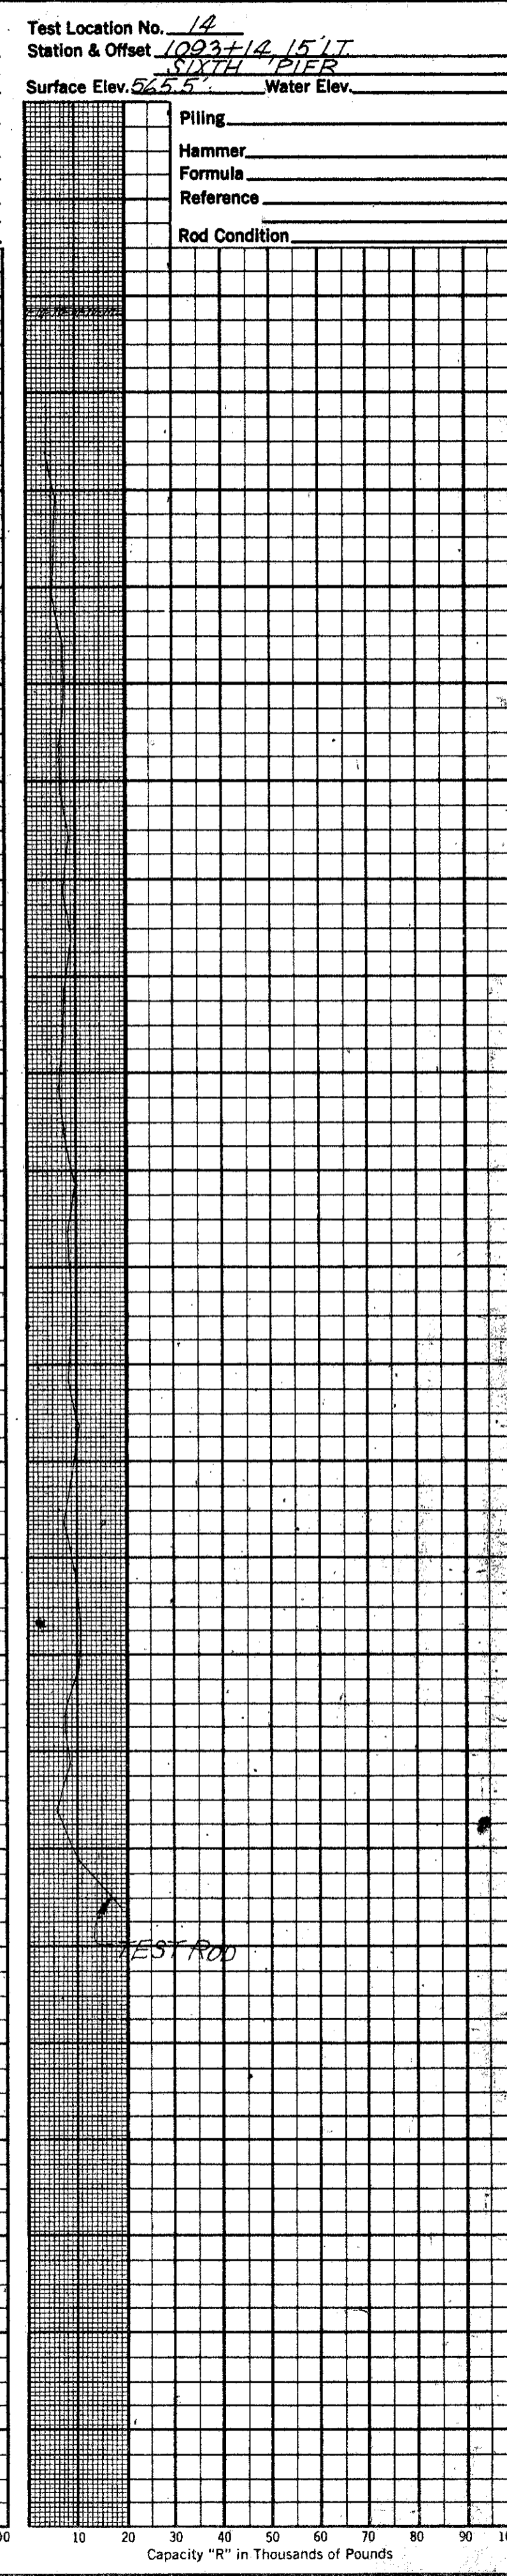 Test Location No. 14
Station & Offset 1093+14 15' LT.
SIXTH PIER
Surface Elev. 565.5' Water Elev.
Piling
Hammer
Formula
Reference
Rod Condition
TEST ROD
10 20 30 40 50 60 70 80 90
Capacity "R" in Thousands of Pounds